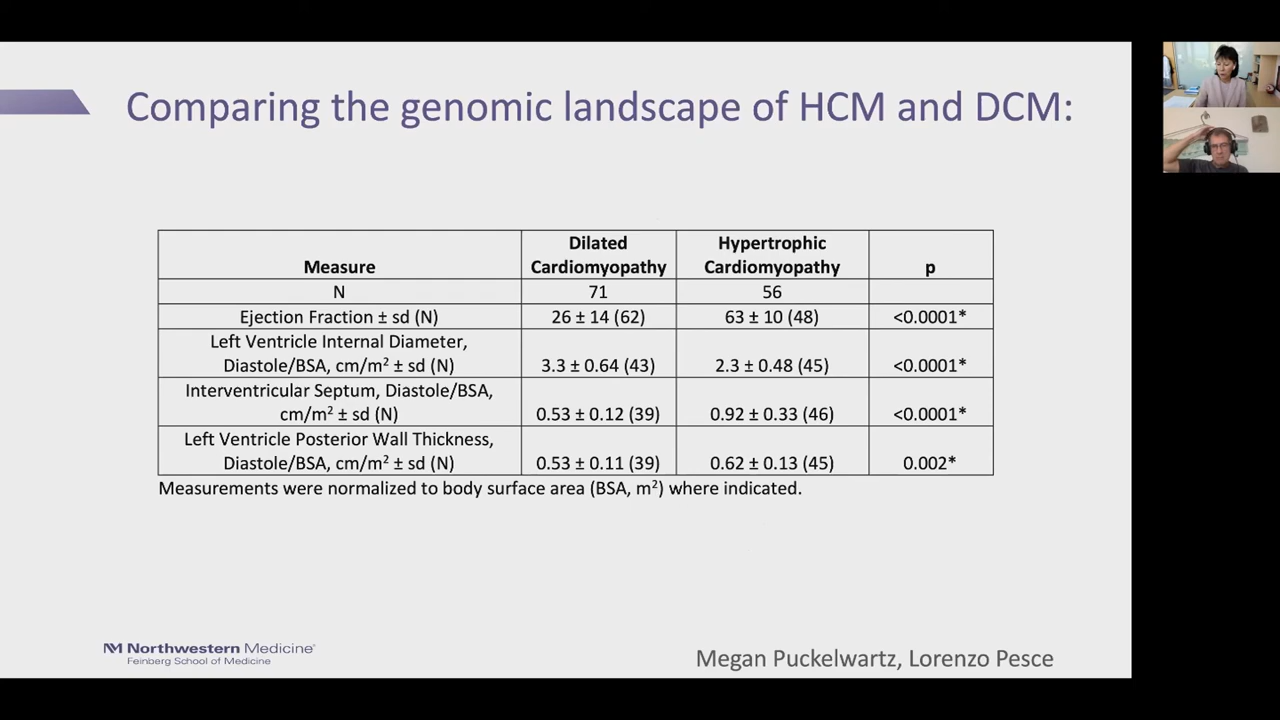 Comparing the genomic landscape of HCM and DCM:
Measure
Dilated
Cardiomyopathy
Hypertrophic
Cardiomyopathy
p
N
71
56
Ejection Fraction ± sd (N)
26 ± 14 (62)
63 ± 10 (48)
<0.0001*
Left Ventricle Internal Diameter,
Diastole/BSA, cm/m² ± sd (N)
3.3 ± 0.64 (43)
2.3 ± 0.48 (45)
<0.0001*
Interventricular Septum, Diastole/BSA,
cm/m² ± sd (N)
0.53 ± 0.12 (39)
0.92 ± 0.33 (46)
<0.0001*
Left Ventricle Posterior Wall Thickness,
Diastole/BSA, cm/m² ± sd (N)
0.53 ± 0.11 (39)
0.62 ± 0.13 (45)
0.002*
Measurements were normalized to body surface area (BSA, m²) where indicated.
Northwestern Medicine®
Feinberg School of Medicine
Megan Puckelwartz, Lorenzo Pesce